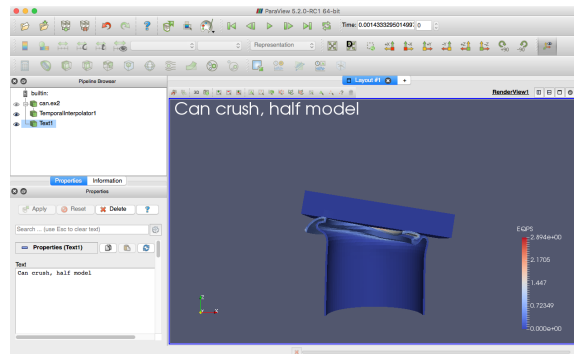 ParaView 5.2.0-RC1 64-bit
Time: 0.00143332950149927 0
Representation
Pipeline Browser
Layout #1
+
builtin:
can.ex2
TemporalInterpolator1
Text1
3D
RenderView1
Can crush, half model
Properties Information
Properties
Apply Reset Delete ?
Search ... (use Esc to clear text)
Properties (Text1)
Text
Can crush, half model
EQPS
2.894e+00
2.1705
1.447
0.72349
0.000e+00
Z
X